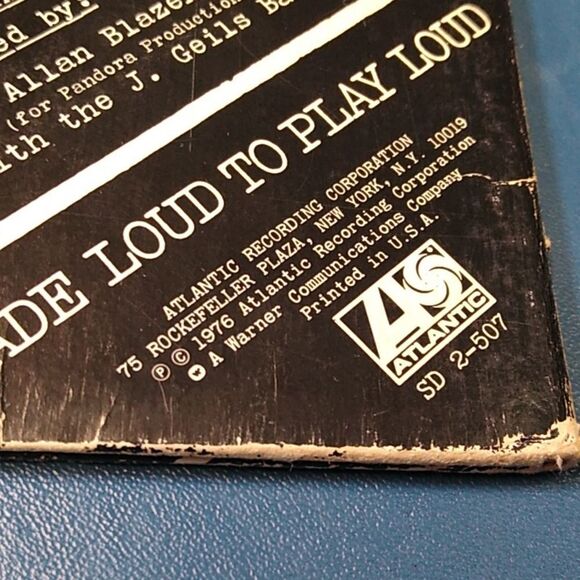 ed by:
Allan Blaze
(for Pandora Production
ith the J. Geils Ba
ADE LOUD TO PLAY LOUD
ATLANTIC RECORDING CORPORATION
75 ROCKEFELLER PLAZA, NEW YORK, N.Y. 10019
Ⓟ © 1976 Atlantic Recording Corporation
A Warner Communications Company
Printed in U.S.A.
A
ATLANTIC
SD 2-507